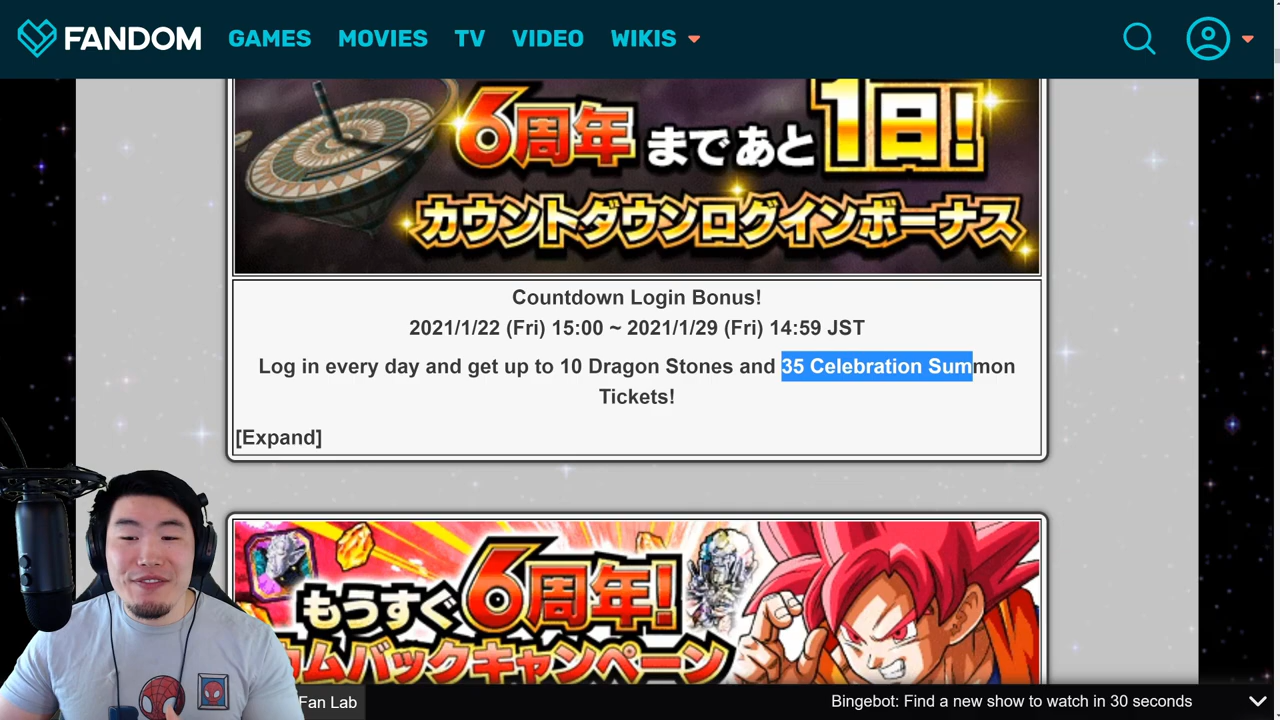 FANDOM GAMES MOVIES TV VIDEO WIKIS
6周年 まであと 1日!
カウントダウンログインボーナス
Countdown Login Bonus!
2021/1/22 (Fri) 15:00 ~ 2021/1/29 (Fri) 14:59 JST
Log in every day and get up to 10 Dragon Stones and 35 Celebration Summon
Tickets!
[Expand]
もうすぐ 6周年!
カムバックキャンペーン
Fan Lab
Bingebot: Find a new show to watch in 30 seconds